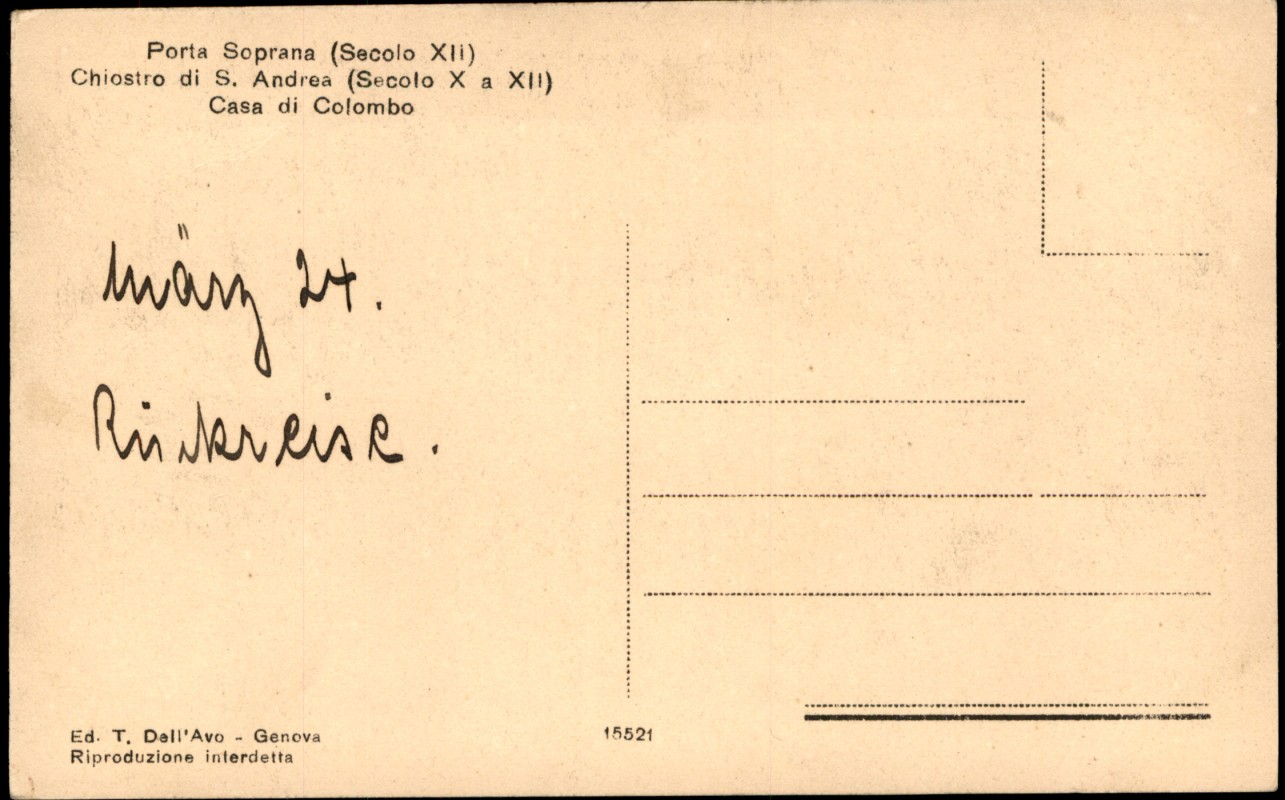 Porta Soprana (Secolo XII)
Chiostro di S. Andrea (Secolo X a XII)
Casa di Colombo
März 24.
Rückreise.
Ed. T. Dell'Avo - Genova
Riproduzione interdetta
15521